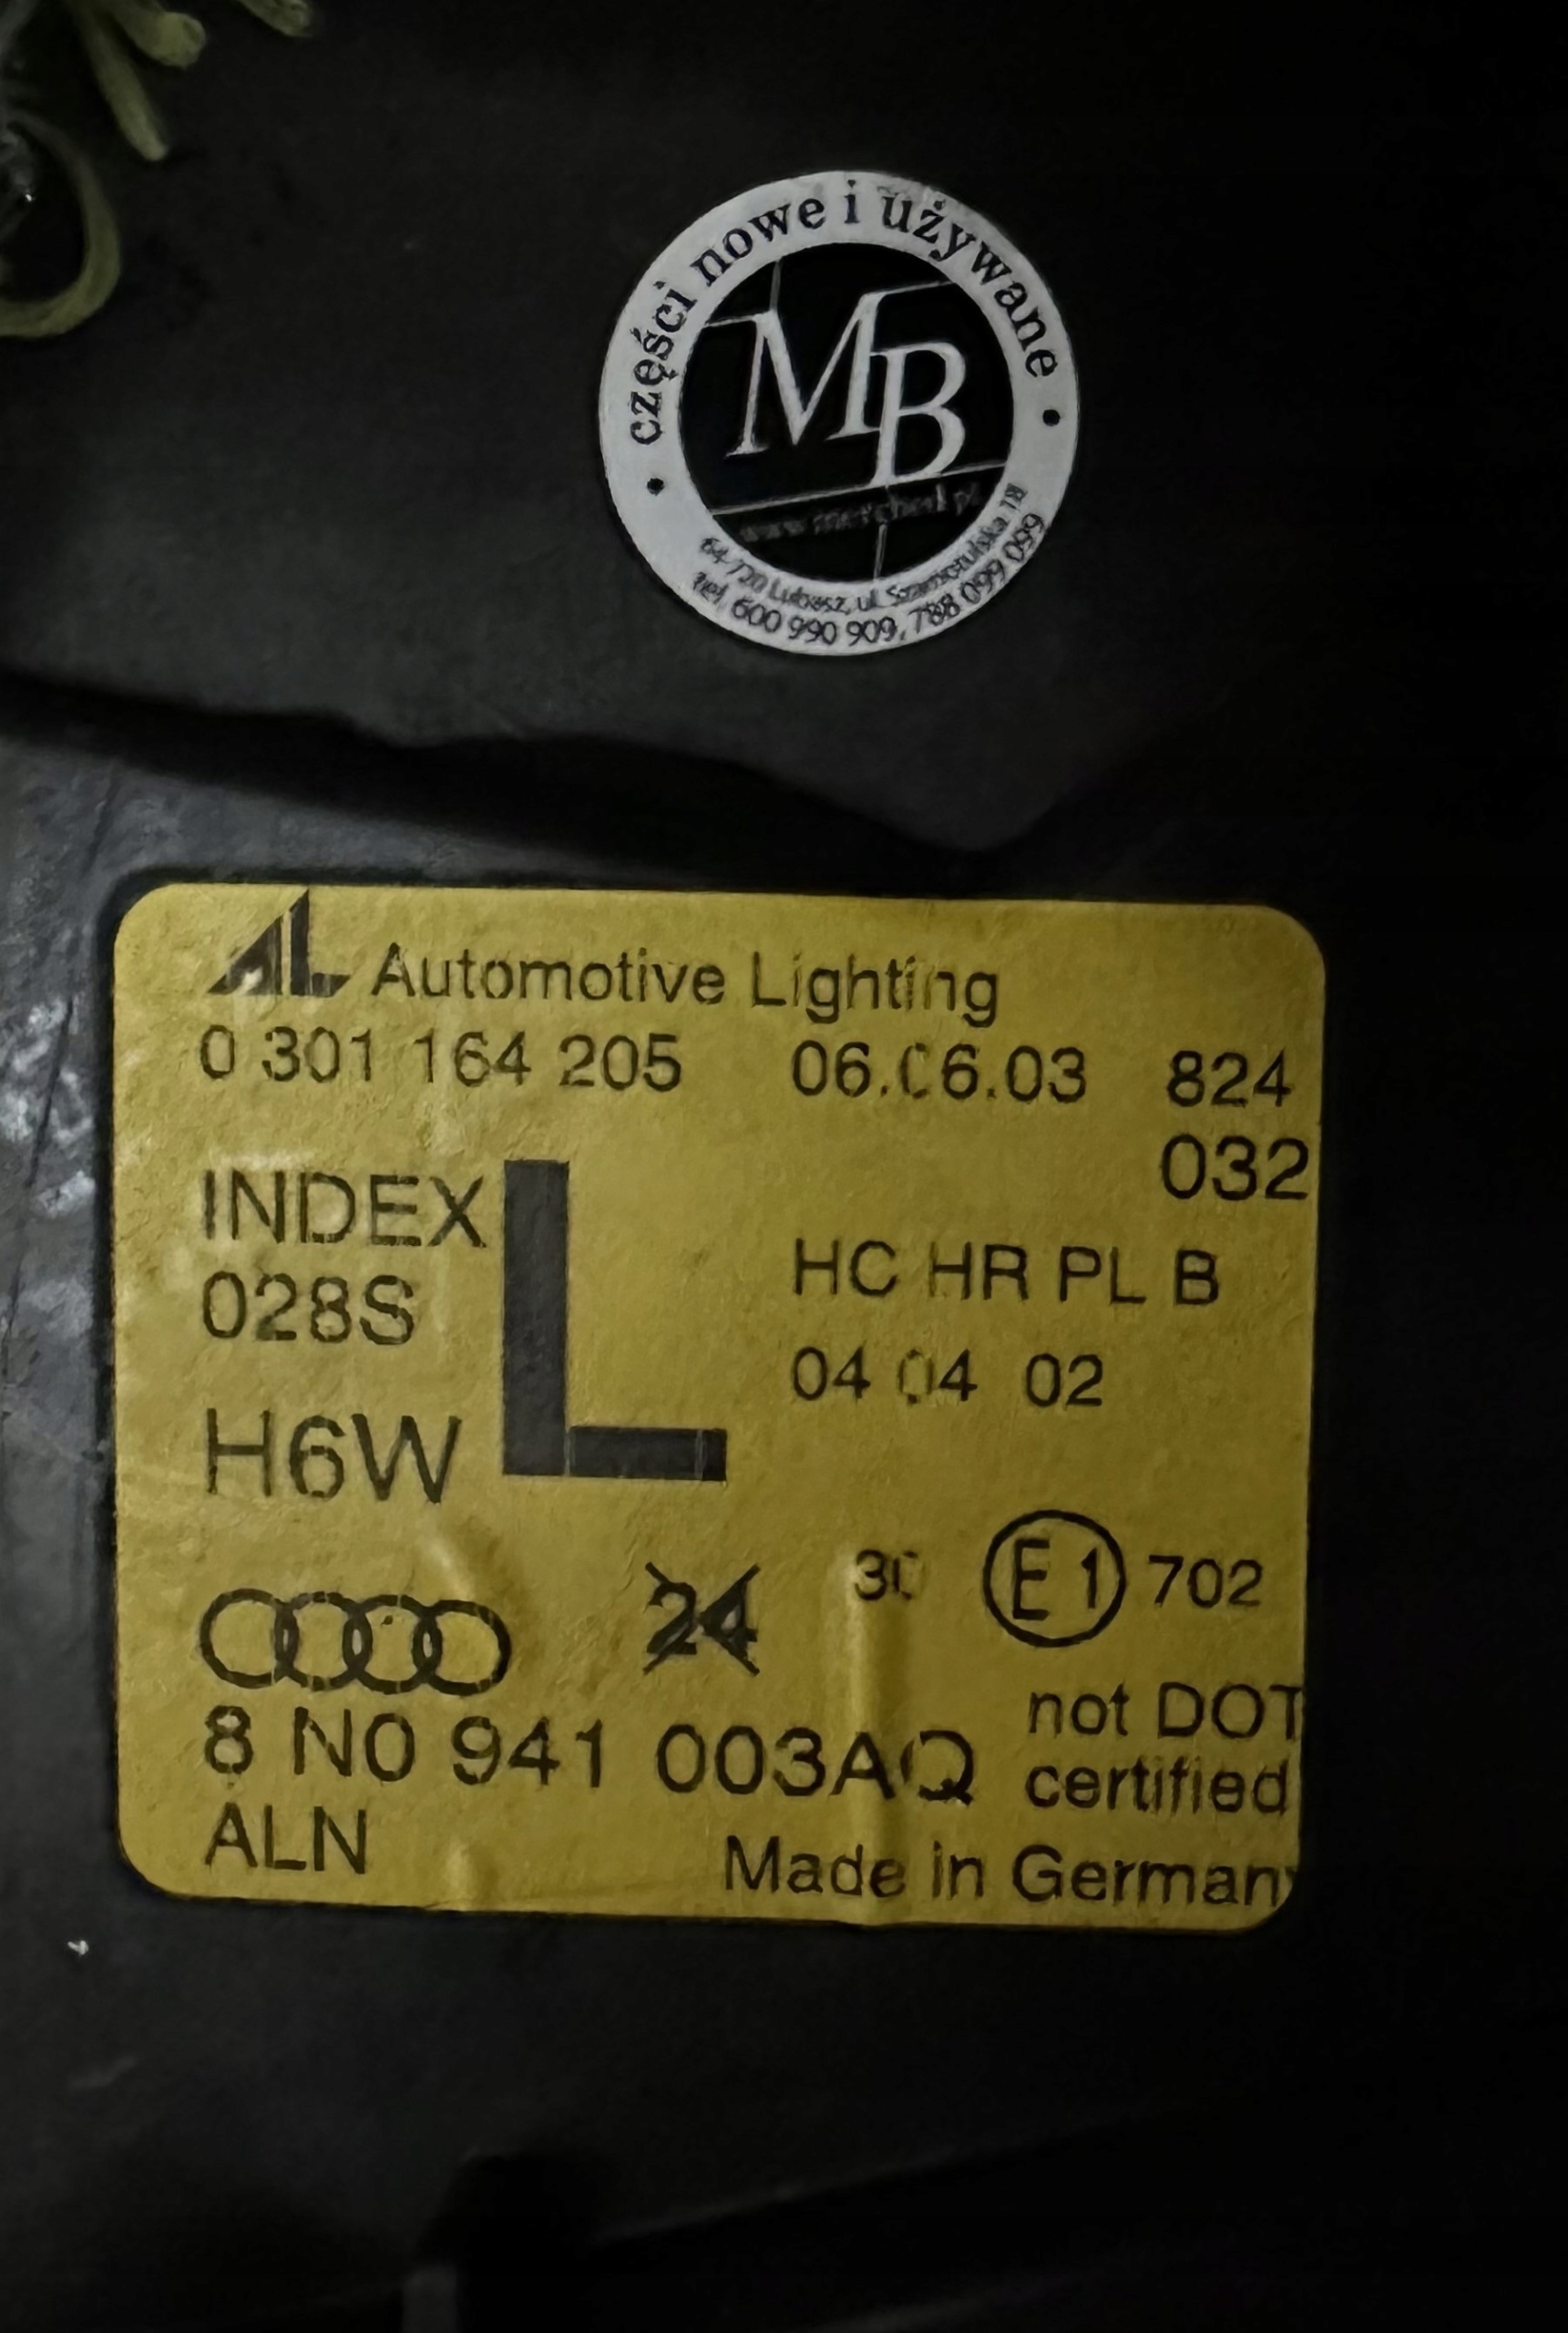 • części nowe i używane •
MB
64-720 Lubasz, ul. Szamotulska 18
tel. 600 990 909, 788 099 099
AL Automotive Lighting
0 301 164 205 06.06.03 824
032
INDEX L
028S
HC HR PL B
04 04 02
H6W
24 30 E1 702
8 N0 941 003AQ
not DOT
certified
ALN
Made in Germany